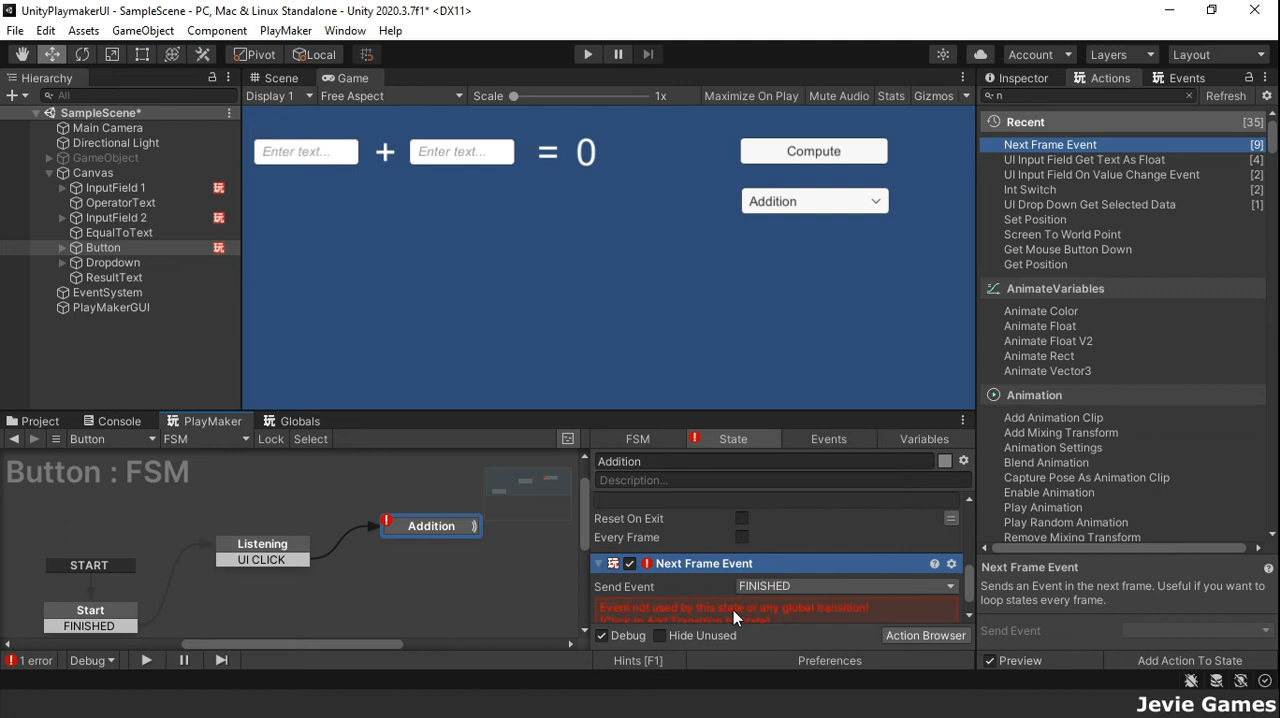 UnityPlaymakerUI - SampleScene - PC, Mac & Linux Standalone - Unity 2020.3.7f1* <DX11>
File Edit Assets GameObject Component PlayMaker Window Help
Pivot Local Account Layers Layout
Hierarchy
All
SampleScene*
Main Camera
Directional Light
GameObject
Canvas
InputField 1
OperatorText
InputField 2
EqualToText
Button
Dropdown
ResultText
EventSystem
PlayMakerGUI
Scene Game
Display 1 Free Aspect Scale 1x Maximize On Play Mute Audio Stats Gizmos
Enter text... + Enter text... = 0
Compute
Addition
Inspector Actions Events
n Refresh
Recent [35]
Next Frame Event [9]
UI Input Field Get Text As Float [4]
UI Input Field On Value Change Event [2]
Int Switch [2]
UI Drop Down Get Selected Data [1]
Set Position
Screen To World Point
Get Mouse Button Down
Get Position
AnimateVariables
Animate Color
Animate Float
Animate Float V2
Animate Rect
Animate Vector3
Animation
Add Animation Clip
Add Mixing Transform
Animation Settings
Blend Animation
Capture Pose As Animation Clip
Enable Animation
Play Animation
Play Random Animation
Remove Mixing Transform
Next Frame Event
Sends an Event in the next frame. Useful if you want to loop states every frame.
Send Event
Preview Add Action To State
Project Console PlayMaker Globals
Button FSM Lock Select
Button : FSM
START
Start
FINISHED
Listening
UI CLICK
Addition
FSM State Events Variables
Addition
Description...
Reset On Exit
Every Frame
Next Frame Event
Send Event FINISHED
Event not used by this state or any global transition!
(Click to Add Transition to state)
Debug Hide Unused Action Browser
1 error Debug
Hints [F1] Preferences
Jevie Games